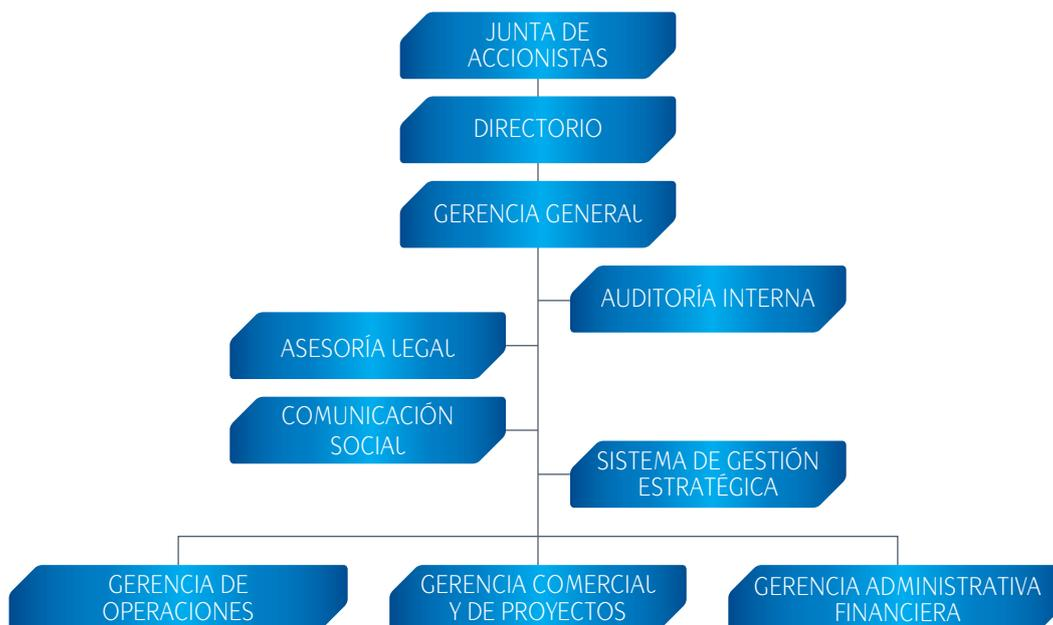 JUNTA DE
ACCIONISTAS
DIRECTORIO
GERENCIA GENERAL
AUDITORÍA INTERNA
ASESORÍA LEGAL
COMUNICACIÓN
SOCIAL
SISTEMA DE GESTIÓN
ESTRATÉGICA
GERENCIA DE
OPERACIONES
GERENCIA COMERCIAL
Y DE PROYECTOS
GERENCIA ADMINISTRATIVA
FINANCIERA